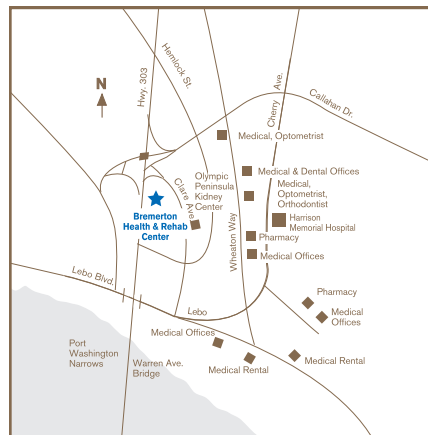 Hemlock St.
Hwy. 303
N
Cherry Ave.
Callahan Dr.
Medical, Optometrist
Olympic
Peninsula
Kidney
Center
Clare Ave.
Medical & Dental Offices
Medical,
Optometrist,
Orthodontist
Harrison
Memorial Hospital
Bremerton
Health & Rehab
Center
Wheaton Way
Pharmacy
Medical Offices
Lebo Blvd.
Lebo
Pharmacy
Medical
Offices
Medical Offices
Port
Washington
Narrows
Warren Ave.
Bridge
Medical Rental
Medical Rental